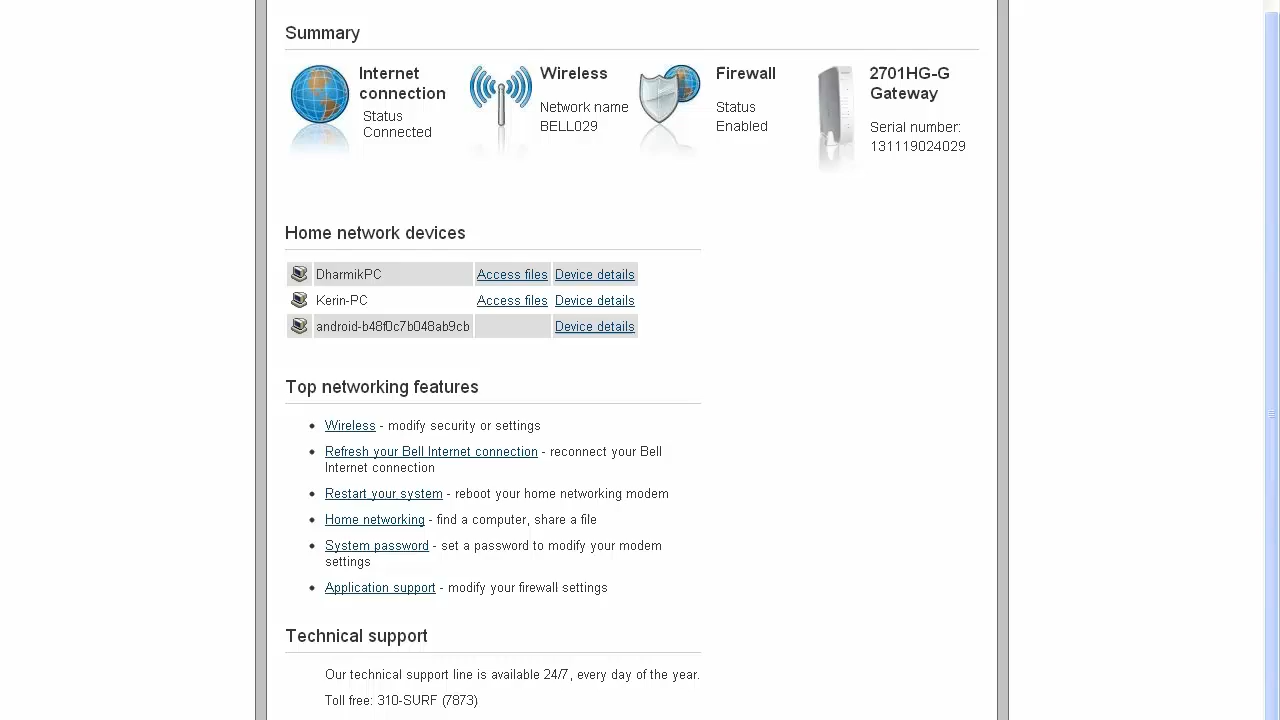 Summary
Internet
connection
Status
Connected
Wireless
Network name
BELL029
Firewall
Status
Enabled
2701HG-G
Gateway
Serial number:
131119024029
Home network devices
DharmikPC Access files Device details
Kerin-PC Access files Device details
android-b48f0c7b048ab9cb Device details
Top networking features
• Wireless - modify security or settings
• Refresh your Bell Internet connection - reconnect your Bell
Internet connection
• Restart your system - reboot your home networking modem
• Home networking - find a computer, share a file
• System password - set a password to modify your modem
settings
• Application support - modify your firewall settings
Technical support
Our technical support line is available 24/7, every day of the year.
Toll free: 310-SURF (7873)